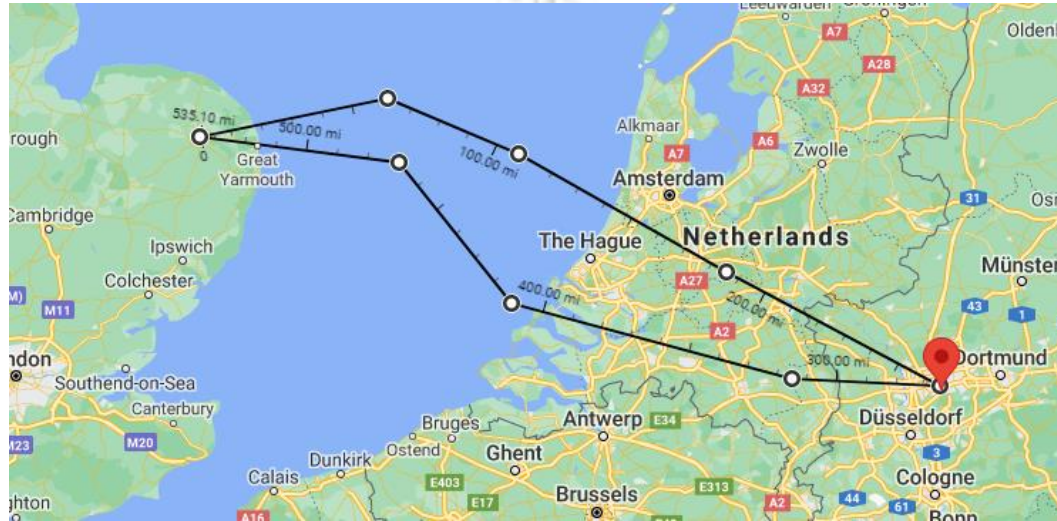 Leeuwarden
Groningen
A7
Oldenb
A28
A32
rough
535.10 mi
0
500.00 mi
Great
Yarmouth
100.00 mi
Alkmaar
A7
A6
Zwolle
Amsterdam
31
Osn
Cambridge
Ipswich
Colchester
M)
M11
The Hague
Netherlands
A27
Münster
200.00 mi
43
1
400.00 mi
A2
300.00 mi
Dortmund
ndon
Southend-on-Sea
Canterbury
M20
M23
Düsseldorf
Bruges
Ostend
Antwerp
E34
3
Ghent
Dunkirk
Calais
E403
E17
E313
A2
Cologne
44
61
Bonn
ghton
A16
Brussels